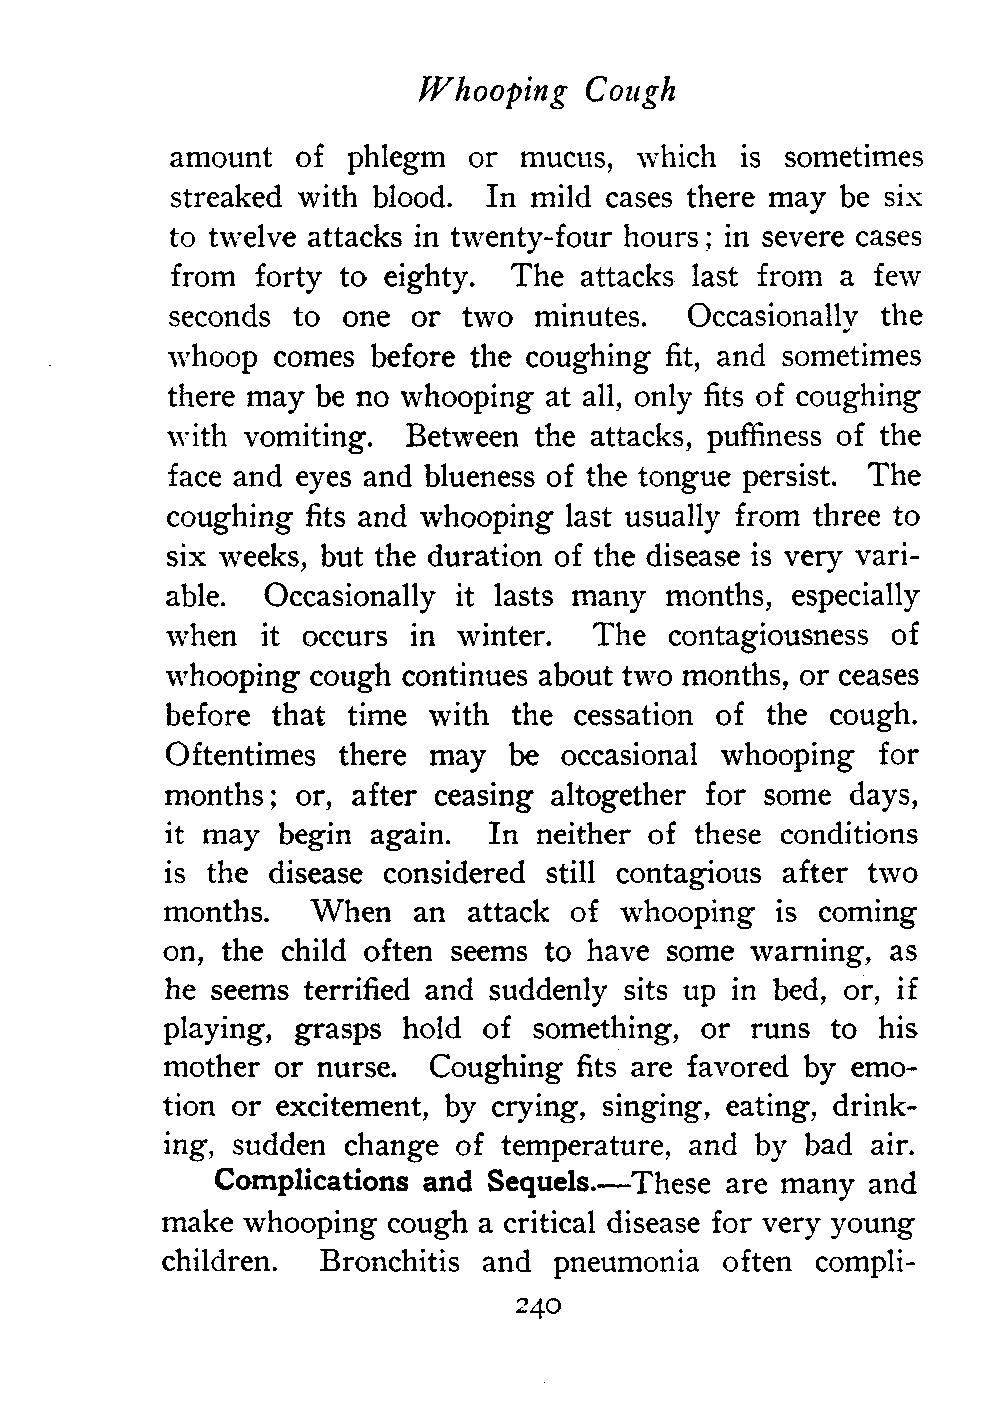 Whooping Cough
amount of phlegm or mucus, which is sometimes
streaked with blood. In mild cases there may be six
to twelve attacks in twenty-four hours; in severe cases
from forty to eighty. The attacks last from a few
seconds to one or two minutes. Occasionally the
whoop comes before the coughing fit, and sometimes
there may be no whooping at all, only fits of coughing
with vomiting. Between the attacks, puffiness of the
face and eyes and blueness of the tongue persist. The
coughing fits and whooping last usually from three to
six weeks, but the duration of the disease is very vari-
able. Occasionally it lasts many months, especially
when it occurs in winter. The contagiousness of
whooping cough continues about two months, or ceases
before that time with the cessation of the cough.
Oftentimes there may be occasional whooping for
months; or, after ceasing altogether for some days,
it may begin again. In neither of these conditions
is the disease considered still contagious after two
months. When an attack of whooping is coming
on, the child often seems to have some warning, as
he seems terrified and suddenly sits up in bed, or, if
playing, grasps hold of something, or runs to his
mother or nurse. Coughing fits are favored by emo-
tion or excitement, by crying, singing, eating, drink-
ing, sudden change of temperature, and by bad air.
Complications and Sequels.—These are many and
make whooping cough a critical disease for very young
children. Bronchitis and pneumonia often compli-
240